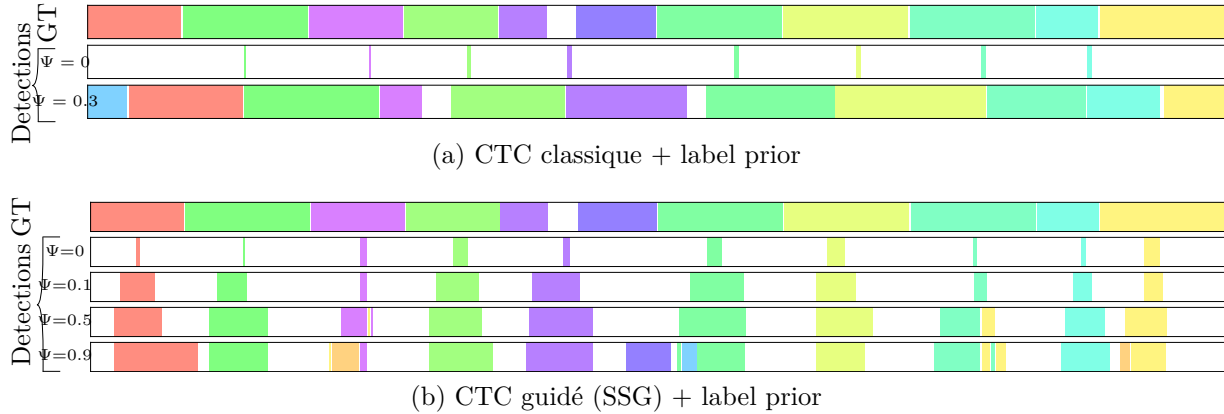 GT
Detections
Ψ = 0
Ψ = 0.3
(a) CTC classique + label prior
GT
Detections
Ψ=0
Ψ=0.1
Ψ=0.5
Ψ=0.9
(b) CTC guidé (SSG) + label prior